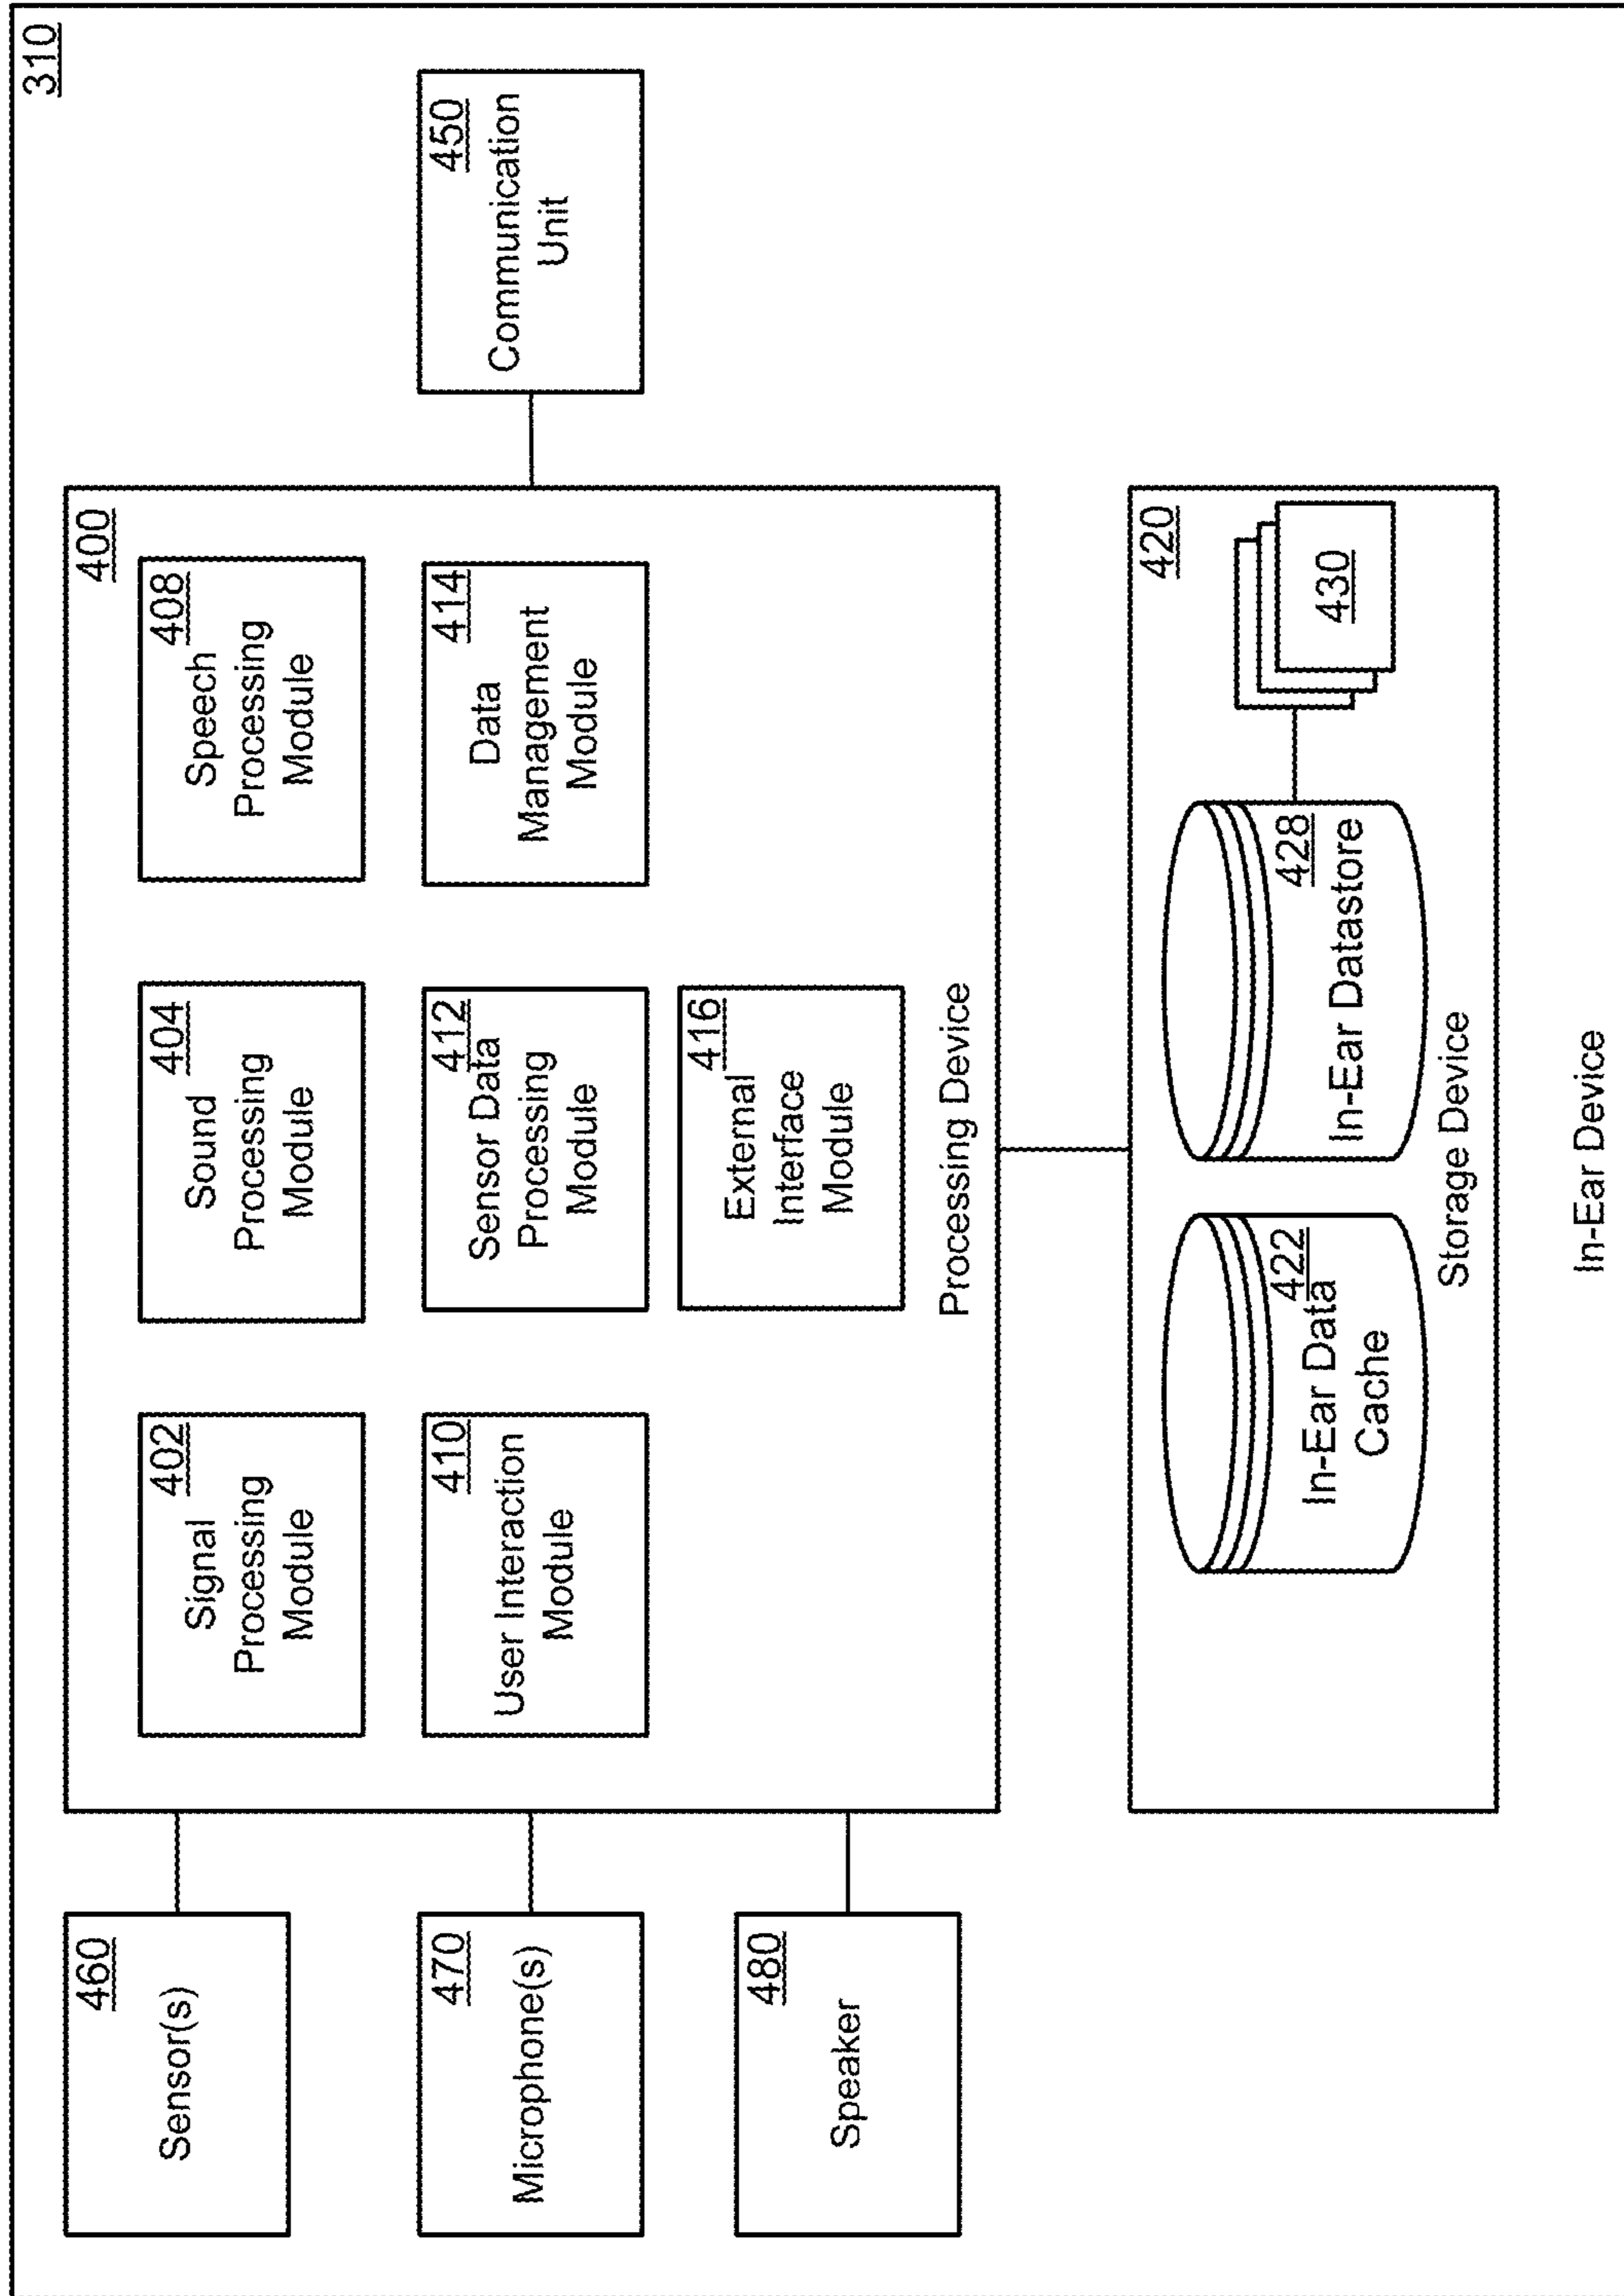 310
460
Sensor(s)
470
Microphone(s)
480
Speaker
400
402
Signal
Processing
Module
404
Sound
Processing
Module
408
Speech
Processing
Module
410
User Interaction
Module
412
Sensor Data
Processing
Module
414
Data
Management
Module
416
External
Interface
Module
Processing Device
450
Communication
Unit
420
422
In-Ear Data
Cache
428
In-Ear Datastore
430
Storage Device
In-Ear Device